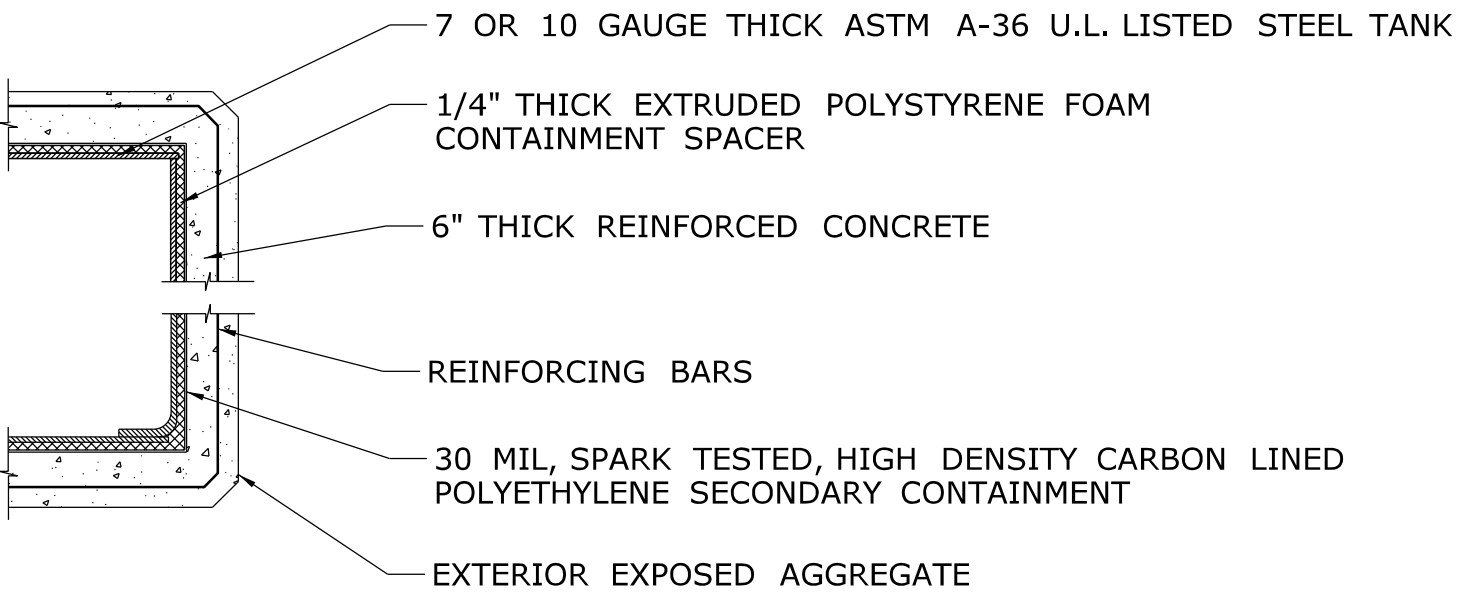 7 OR 10 GAUGE THICK ASTM A-36 U.L. LISTED STEEL TANK
1/4" THICK EXTRUDED POLYSTYRENE FOAM
CONTAINMENT SPACER
6" THICK REINFORCED CONCRETE
REINFORCING BARS
30 MIL, SPARK TESTED, HIGH DENSITY CARBON LINED
POLYETHYLENE SECONDARY CONTAINMENT
EXTERIOR EXPOSED AGGREGATE